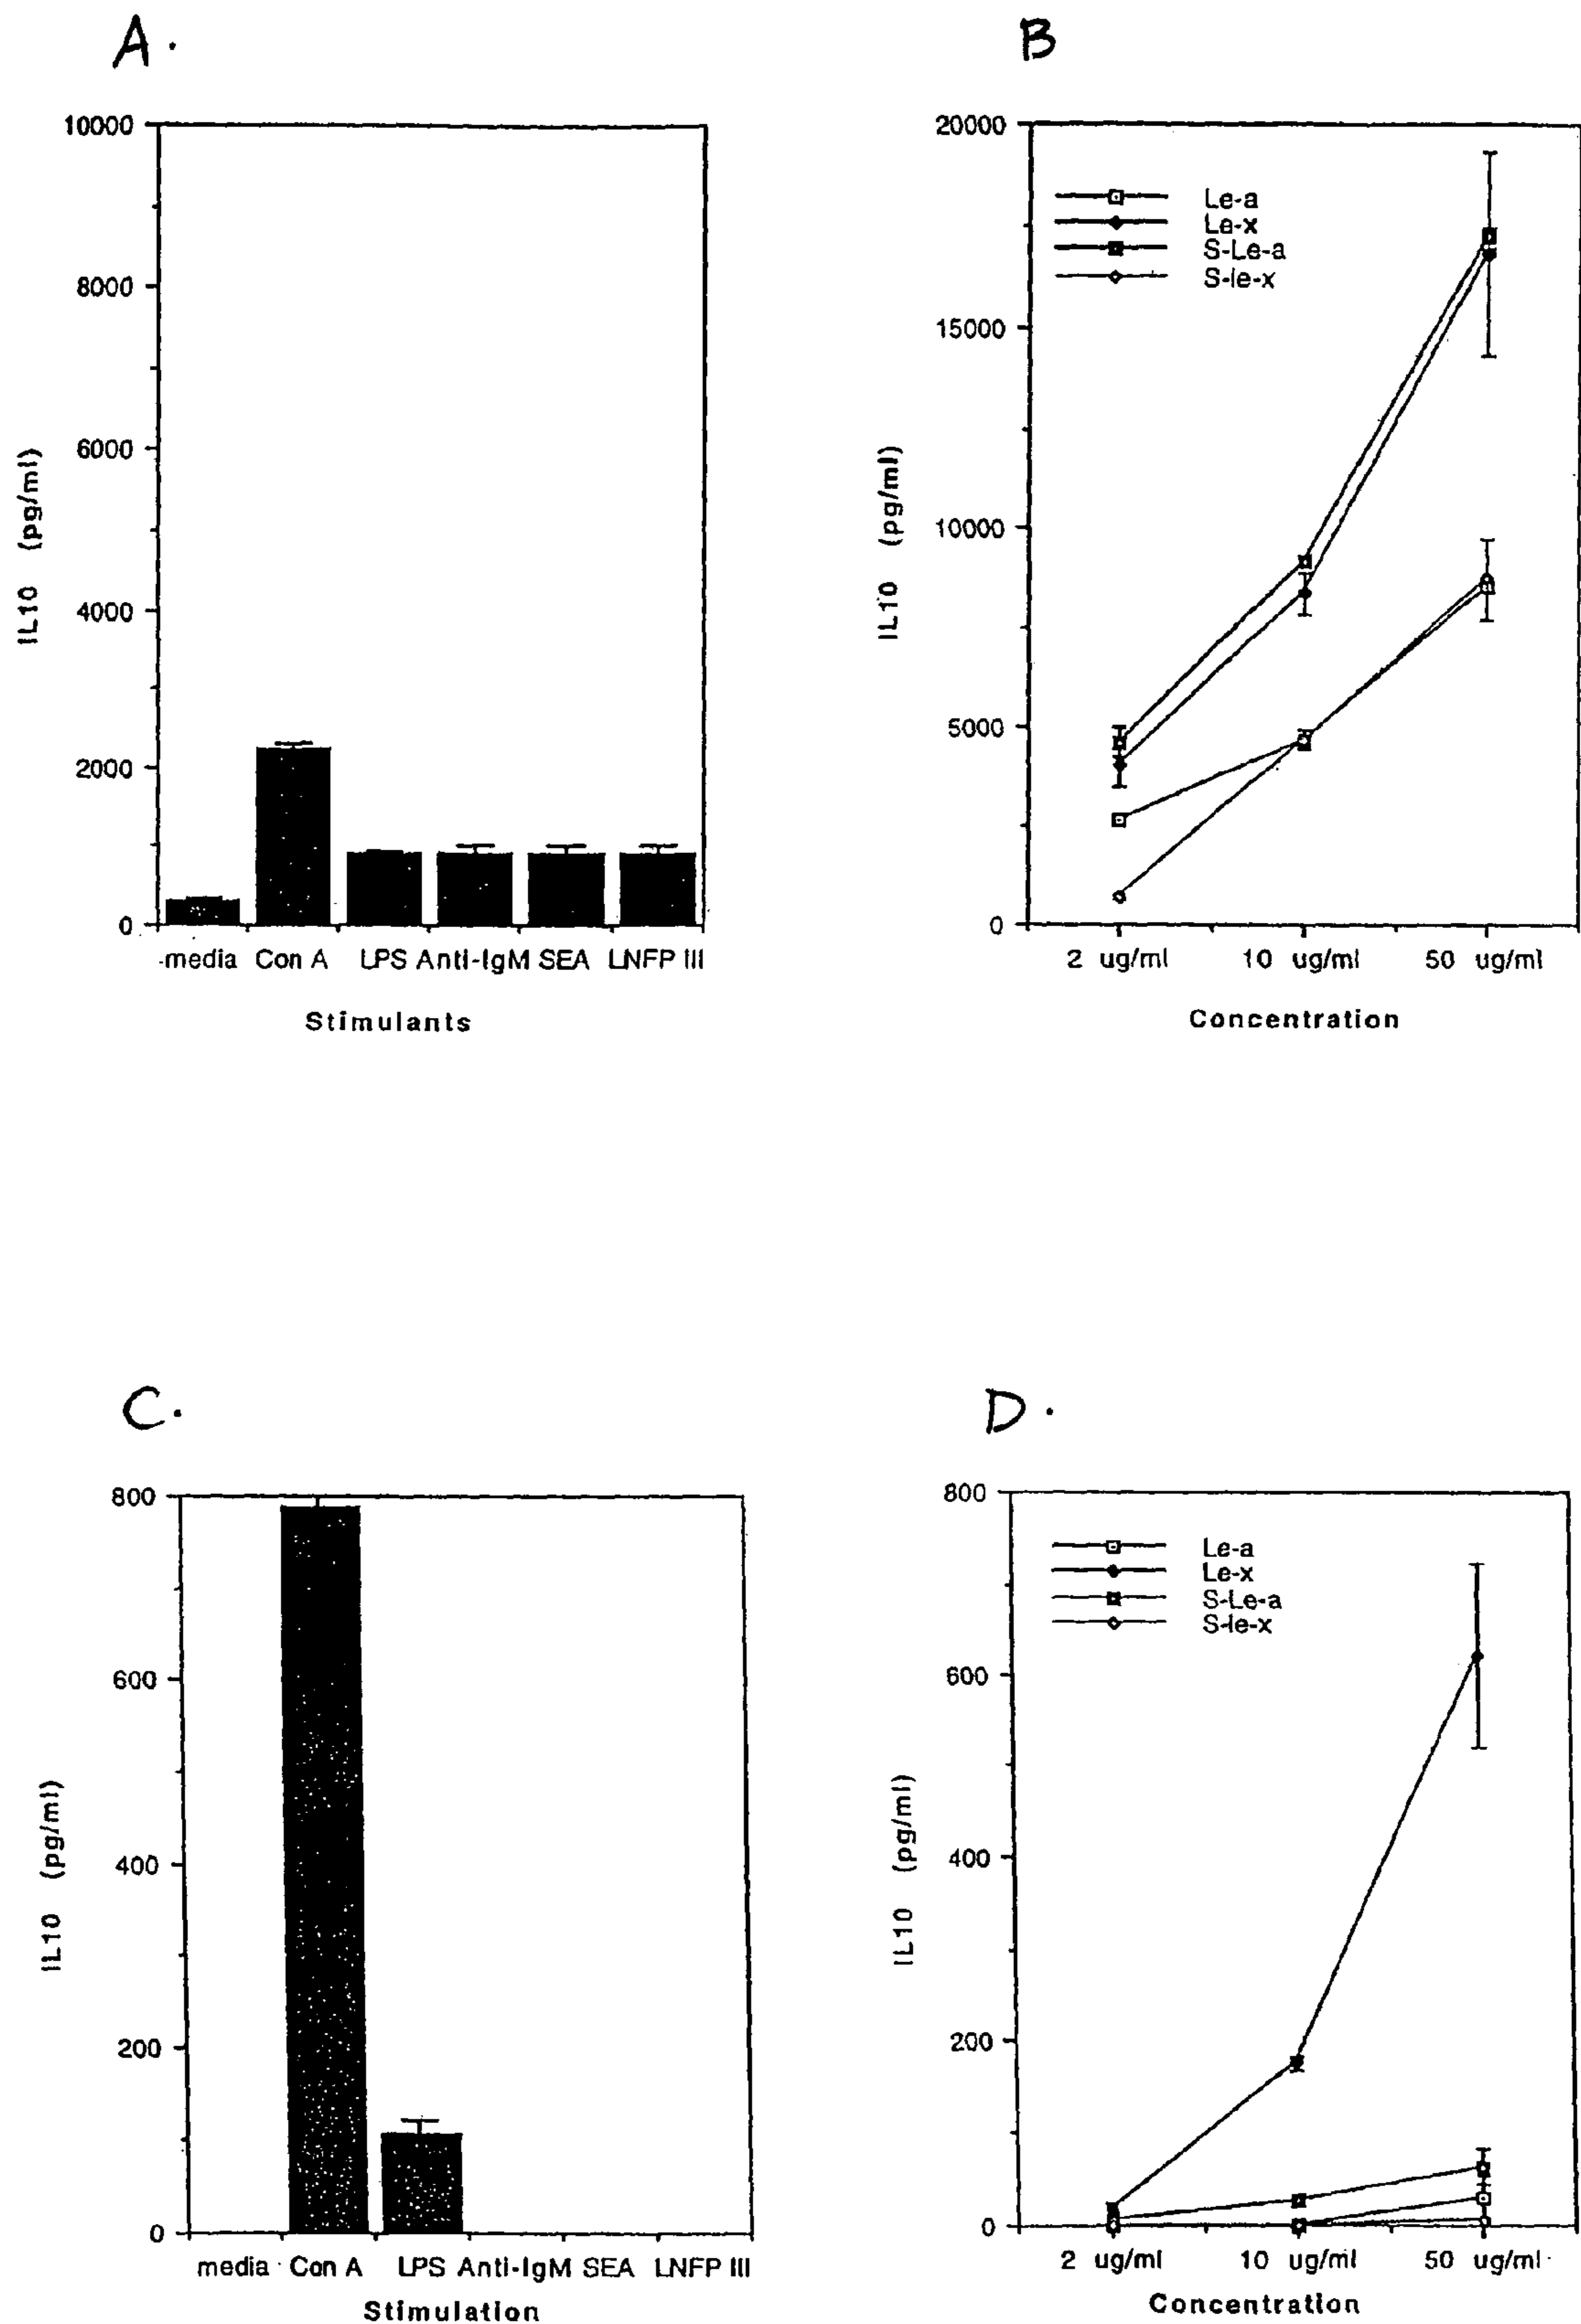 A.
10000
8000
6000
4000
2000
0
IL10 (pg/ml)
media Con A LPS Anti-IgM SEA LNFP III
Stimulants
B
20000
15000
10000
5000
0
IL10 (pg/ml)
Le-a
Le-x
S-Le-a
S-le-x
2 ug/ml 10 ug/ml 50 ug/ml
Concentration
C.
800
600
400
200
0
IL10 (pg/ml)
media Con A LPS Anti-IgM SEA LNFP III
Stimulation
D.
800
600
400
200
0
IL10 (pg/ml)
Le-a
Le-x
S-Le-a
S-le-x
2 ug/ml 10 ug/ml 50 ug/ml
Concentration